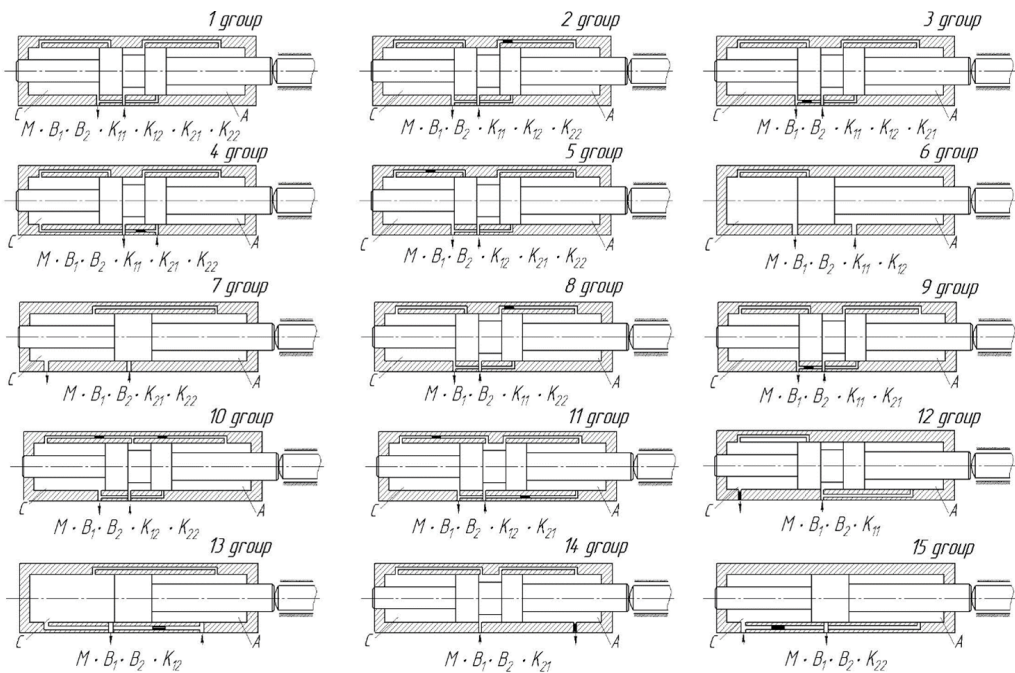 1 group
2 group
3 group
C A
C A
C A
M · B₁ · B₂ · K₁₁ · K₁₂ · K₂₁ · K₂₂
M · B₁ · B₂ · K₁₁ · K₁₂ · K₂₂
M · B₁ · B₂ · K₁₁ · K₁₂ · K₂₁
4 group
5 group
6 group
C A
C A
C A
M · B₁ · B₂ · K₁₁ · K₂₁ · K₂₂
M · B₁ · B₂ · K₁₂ · K₂₁ · K₂₂
M · B₁ · B₂ · K₁₁ · K₁₂
7 group
8 group
9 group
C A
C A
C A
M · B₁ · B₂ · K₂₁ · K₂₂
M · B₁ · B₂ · K₁₁ · K₂₂
M · B₁ · B₂ · K₁₁ · K₂₁
10 group
11 group
12 group
C A
C A
C A
M · B₁ · B₂ · K₁₂ · K₂₂
M · B₁ · B₂ · K₁₂ · K₂₁
M · B₁ · B₂ · K₁₁
13 group
14 group
15 group
C A
C A
C A
M · B₁ · B₂ · K₁₂
M · B₁ · B₂ · K₂₁
M · B₁ · B₂ · K₂₂